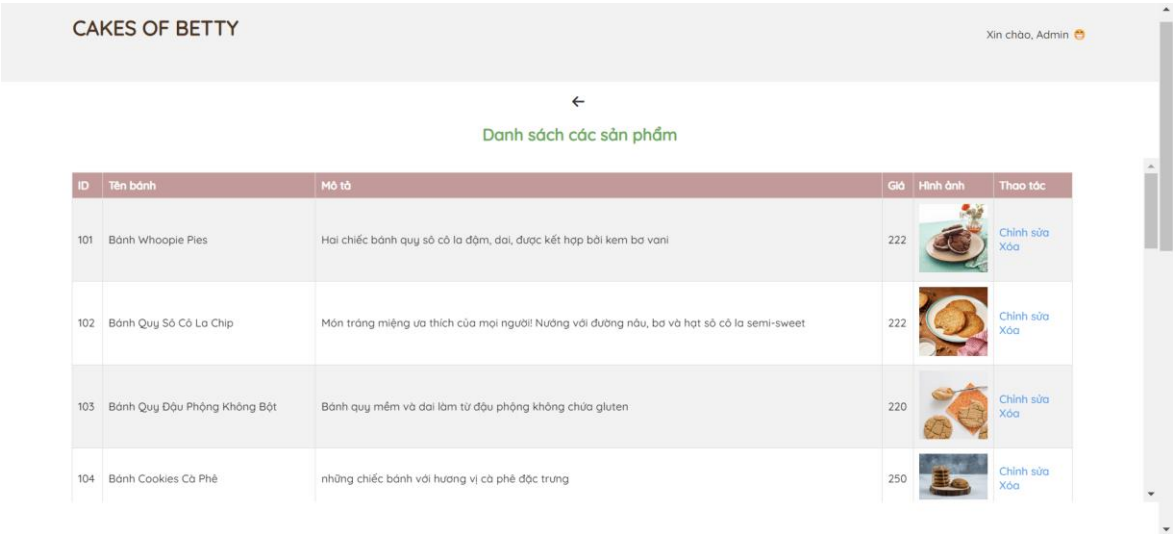 CAKES OF BETTY
Xin chào, Admin
Danh sách các sản phẩm
ID Tên bánh Mô tả Giá Hình ảnh Thao tác
101 Bánh Whoopie Pies Hai chiếc bánh quy sô cô la đậm, dai, được kết hợp bởi kem bơ vani 222 Chỉnh sửa
Xóa
102 Bánh Quy Sô Cô La Chip Món tráng miệng ưa thích của mọi người! Nướng với đường nâu, bơ và hạt sô cô la semi-sweet 222 Chỉnh sửa
Xóa
103 Bánh Quy Đậu Phộng Không Bột Bánh quy mềm và dai làm từ đậu phộng không chứa gluten 220 Chỉnh sửa
Xóa
104 Bánh Cookies Cà Phê những chiếc bánh với hương vị cà phê đặc trưng 250 Chỉnh sửa
Xóa